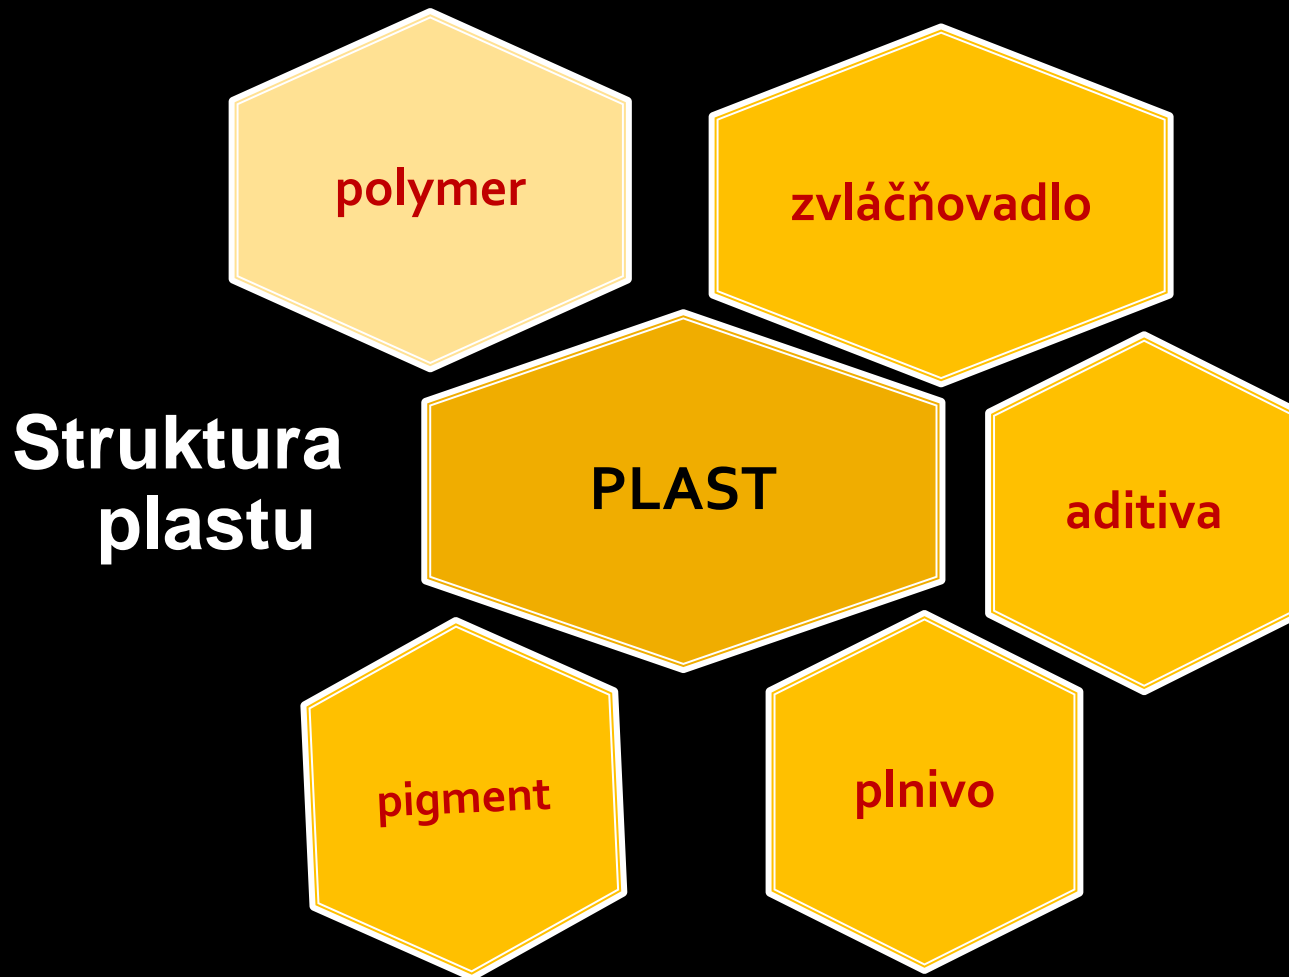 polymer
zvláčňovadlo
Struktura
plastu
PLAST
aditiva
pigment
plnivo